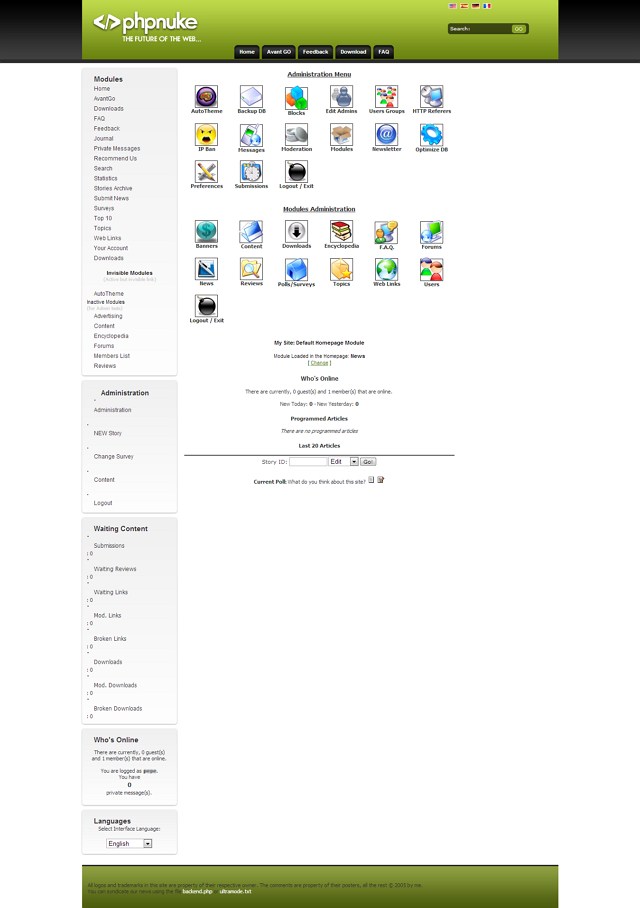 </> phpnuke
THE FUTURE OF THE WEB...
Search:
GO
Home
Avant GO
Feedback
Download
FAQ
Modules
Home
AvantGo
Downloads
FAQ
Feedback
Journal
Private Messages
Recommend Us
Search
Statistics
Stories Archive
Submit News
Surveys
Top 10
Topics
Web Links
Your Account
Downloads
Invisible Modules
(Active but invisible link)
AutoTheme
Inactive Modules
(for Admin tests)
Advertising
Content
Encyclopedia
Forums
Members List
Reviews
Administration
Administration
NEW Story
Change Survey
Content
Logout
Waiting Content
Submissions
: 0
Waiting Reviews
: 0
Waiting Links
: 0
Mod. Links
: 0
Broken Links
: 0
Downloads
: 0
Mod. Downloads
: 0
Broken Downloads
: 0
Who's Online
There are currently, 0 guest(s)
and 1 member(s) that are online.
You are logged as
You have
0
private message(s).
Languages
Select Interface Language:
English
Administration Menu
AutoTheme Backup DB Blocks Edit Admins Users Groups HTTP Referers
IP Ban Messages Moderation Modules Newsletter Optimize DB
Preferences Submissions Logout / Exit
Modules Administration
Banners Content Downloads Encyclopedia F.A.Q. Forums
News Reviews Polls/Surveys Topics Web Links Users
Logout / Exit
My Site: Default Homepage Module
Module Loaded in the Homepage: News
[ Change ]
Who's Online
There are currently, 0 guest(s) and 1 member(s) that are online.
New Today: 0 - New Yesterday: 0
Programmed Articles
There are no programmed articles
Last 20 Articles
Story ID: Edit Go!
Current Poll: What do you think about this site?
All logos and trademarks in this site are property of their respective owner. The comments are property of their posters, all the rest © 2005 by me.
You can syndicate our news using the file backend.php or ultramode.txt